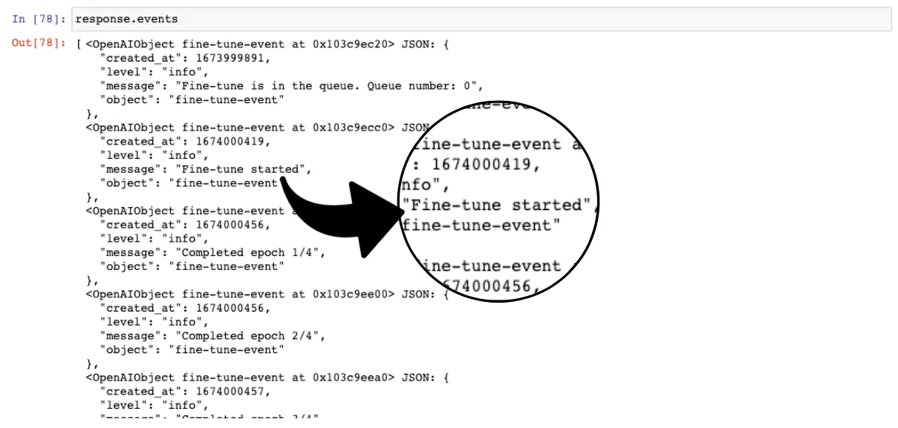 In [78]: response.events
Out[78]: [ <OpenAIObject fine-tune-event at 0x103c9ec20> JSON: {
"created_at": 1673999891,
"level": "info",
"message": "Fine-tune is in the queue. Queue number: 0",
"object": "fine-tune-event"
},
<OpenAIObject fine-tune-event at 0x103c9ecc0> JSON
"created_at": 1674000419,
"level": "info",
"message": "Fine-tune started",
"object": "fine-tune-event
},
<OpenAIObject fine-tune-event a
"created_at": 1674000456,
"level": "info",
"message": "Completed epoch 1/4",
"object": "fine-tune-event"
},
<OpenAIObject fine-tune-event at 0x103c9ee00> JSON: {
"created_at": 1674000456,
"level": "info",
"message": "Completed epoch 2/4",
"object": "fine-tune-event"
},
<OpenAIObject fine-tune-event at 0x103c9eea0> JSON: {
"created_at": 1674000457,
"level": "info",
fine-tune-event a
: 1674000419,
nfo",
"Fine-tune started",
fine-tune-event"
ine-tune-event
674000456,